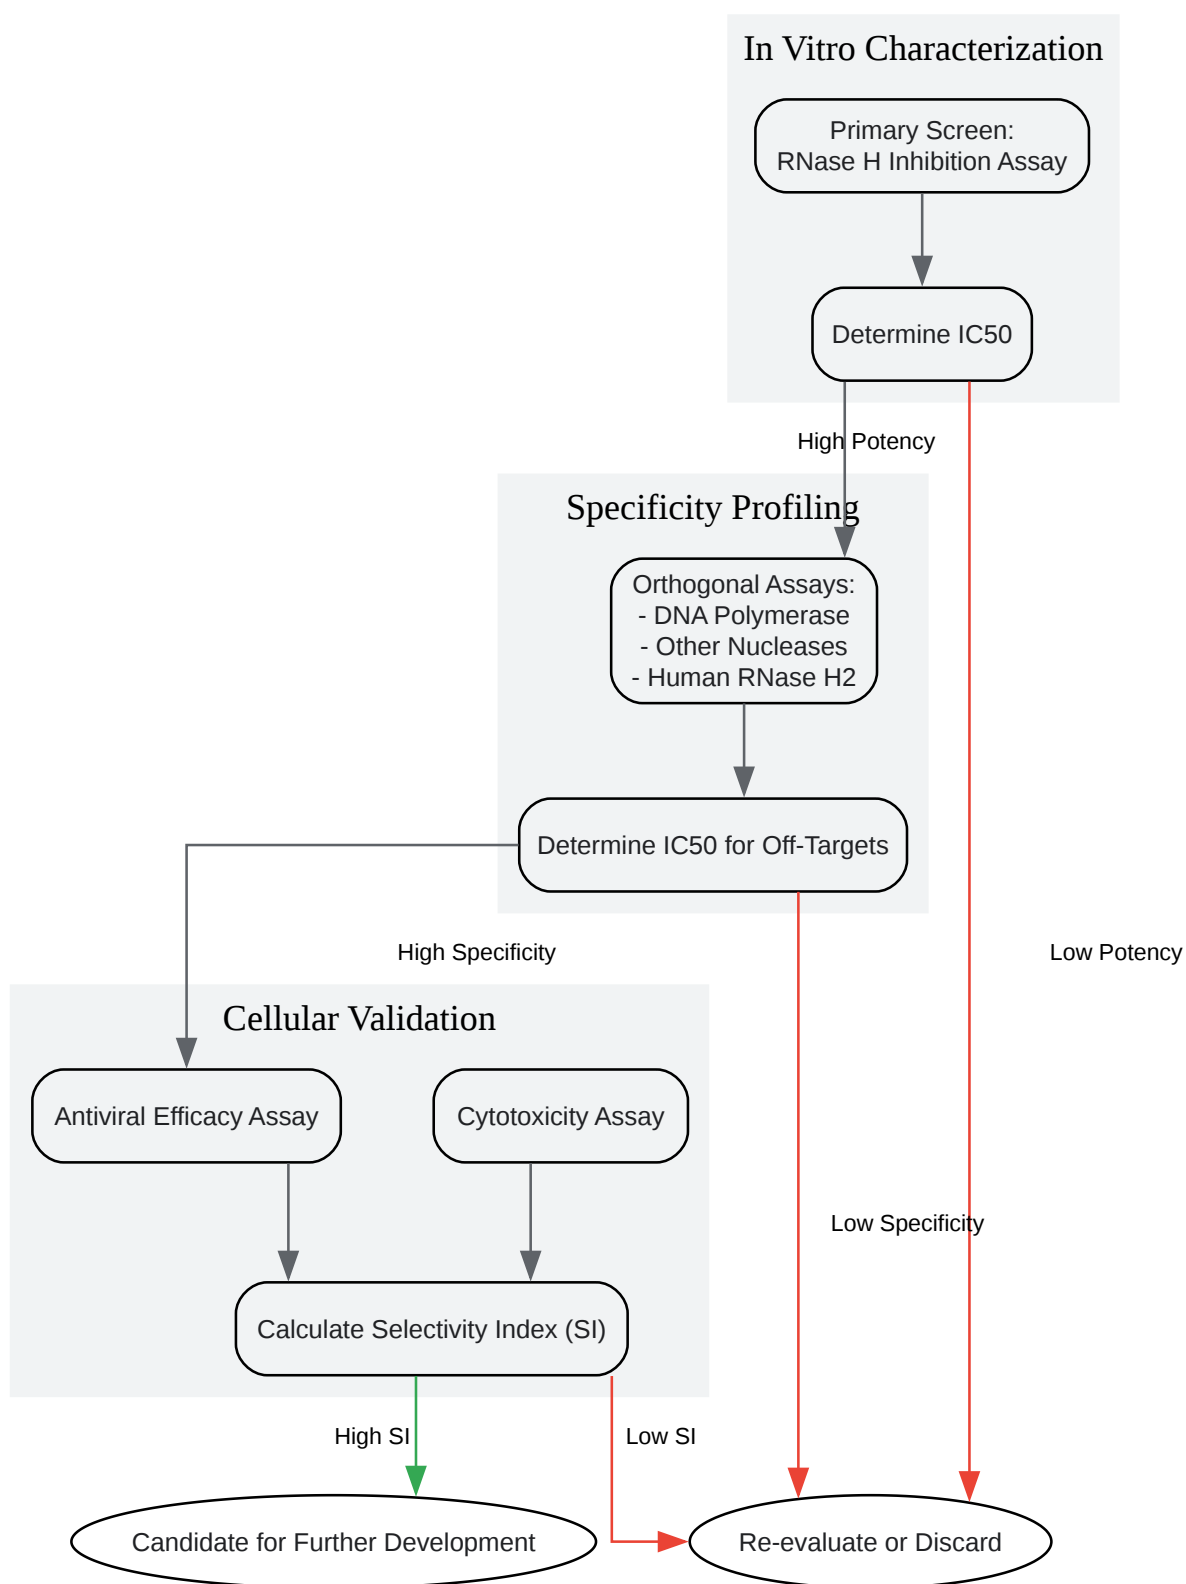 In Vitro Characterization
Primary Screen:
RNase H Inhibition Assay
Determine IC50
High Potency
Specificity Profiling
Orthogonal Assays:
- DNA Polymerase
- Other Nucleases
- Human RNase H2
Determine IC50 for Off-Targets
High Specificity
Low Potency
Cellular Validation
Antiviral Efficacy Assay
Cytotoxicity Assay
Low Specificity
Calculate Selectivity Index (SI)
High SI
Low SI
Candidate for Further Development
Re-evaluate or Discard